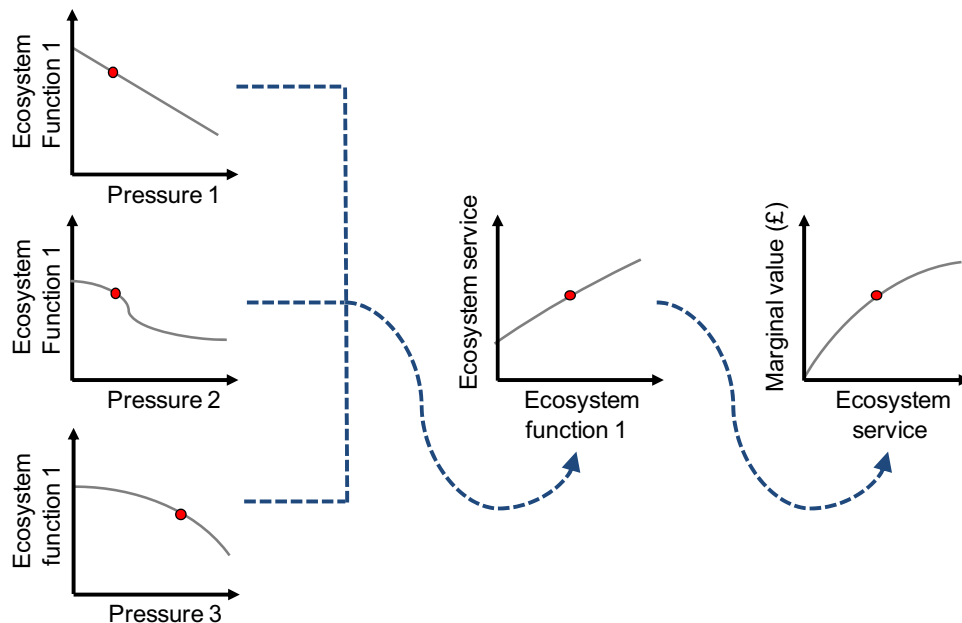 Ecosystem
Function 1
Pressure 1
Ecosystem
Function 1
Pressure 2
Ecosystem
function 1
Pressure 3
Ecosystem service
Ecosystem
function 1
Marginal value (£)
Ecosystem
service